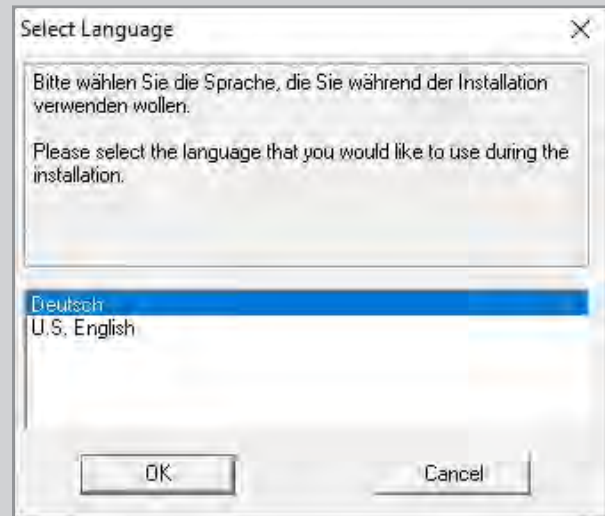 Select Language
Bitte wählen Sie die Sprache, die Sie während der Installation
verwenden wollen.
Please select the language that you would like to use during the
installation.
Deutsch
U.S. English
OK
Cancel